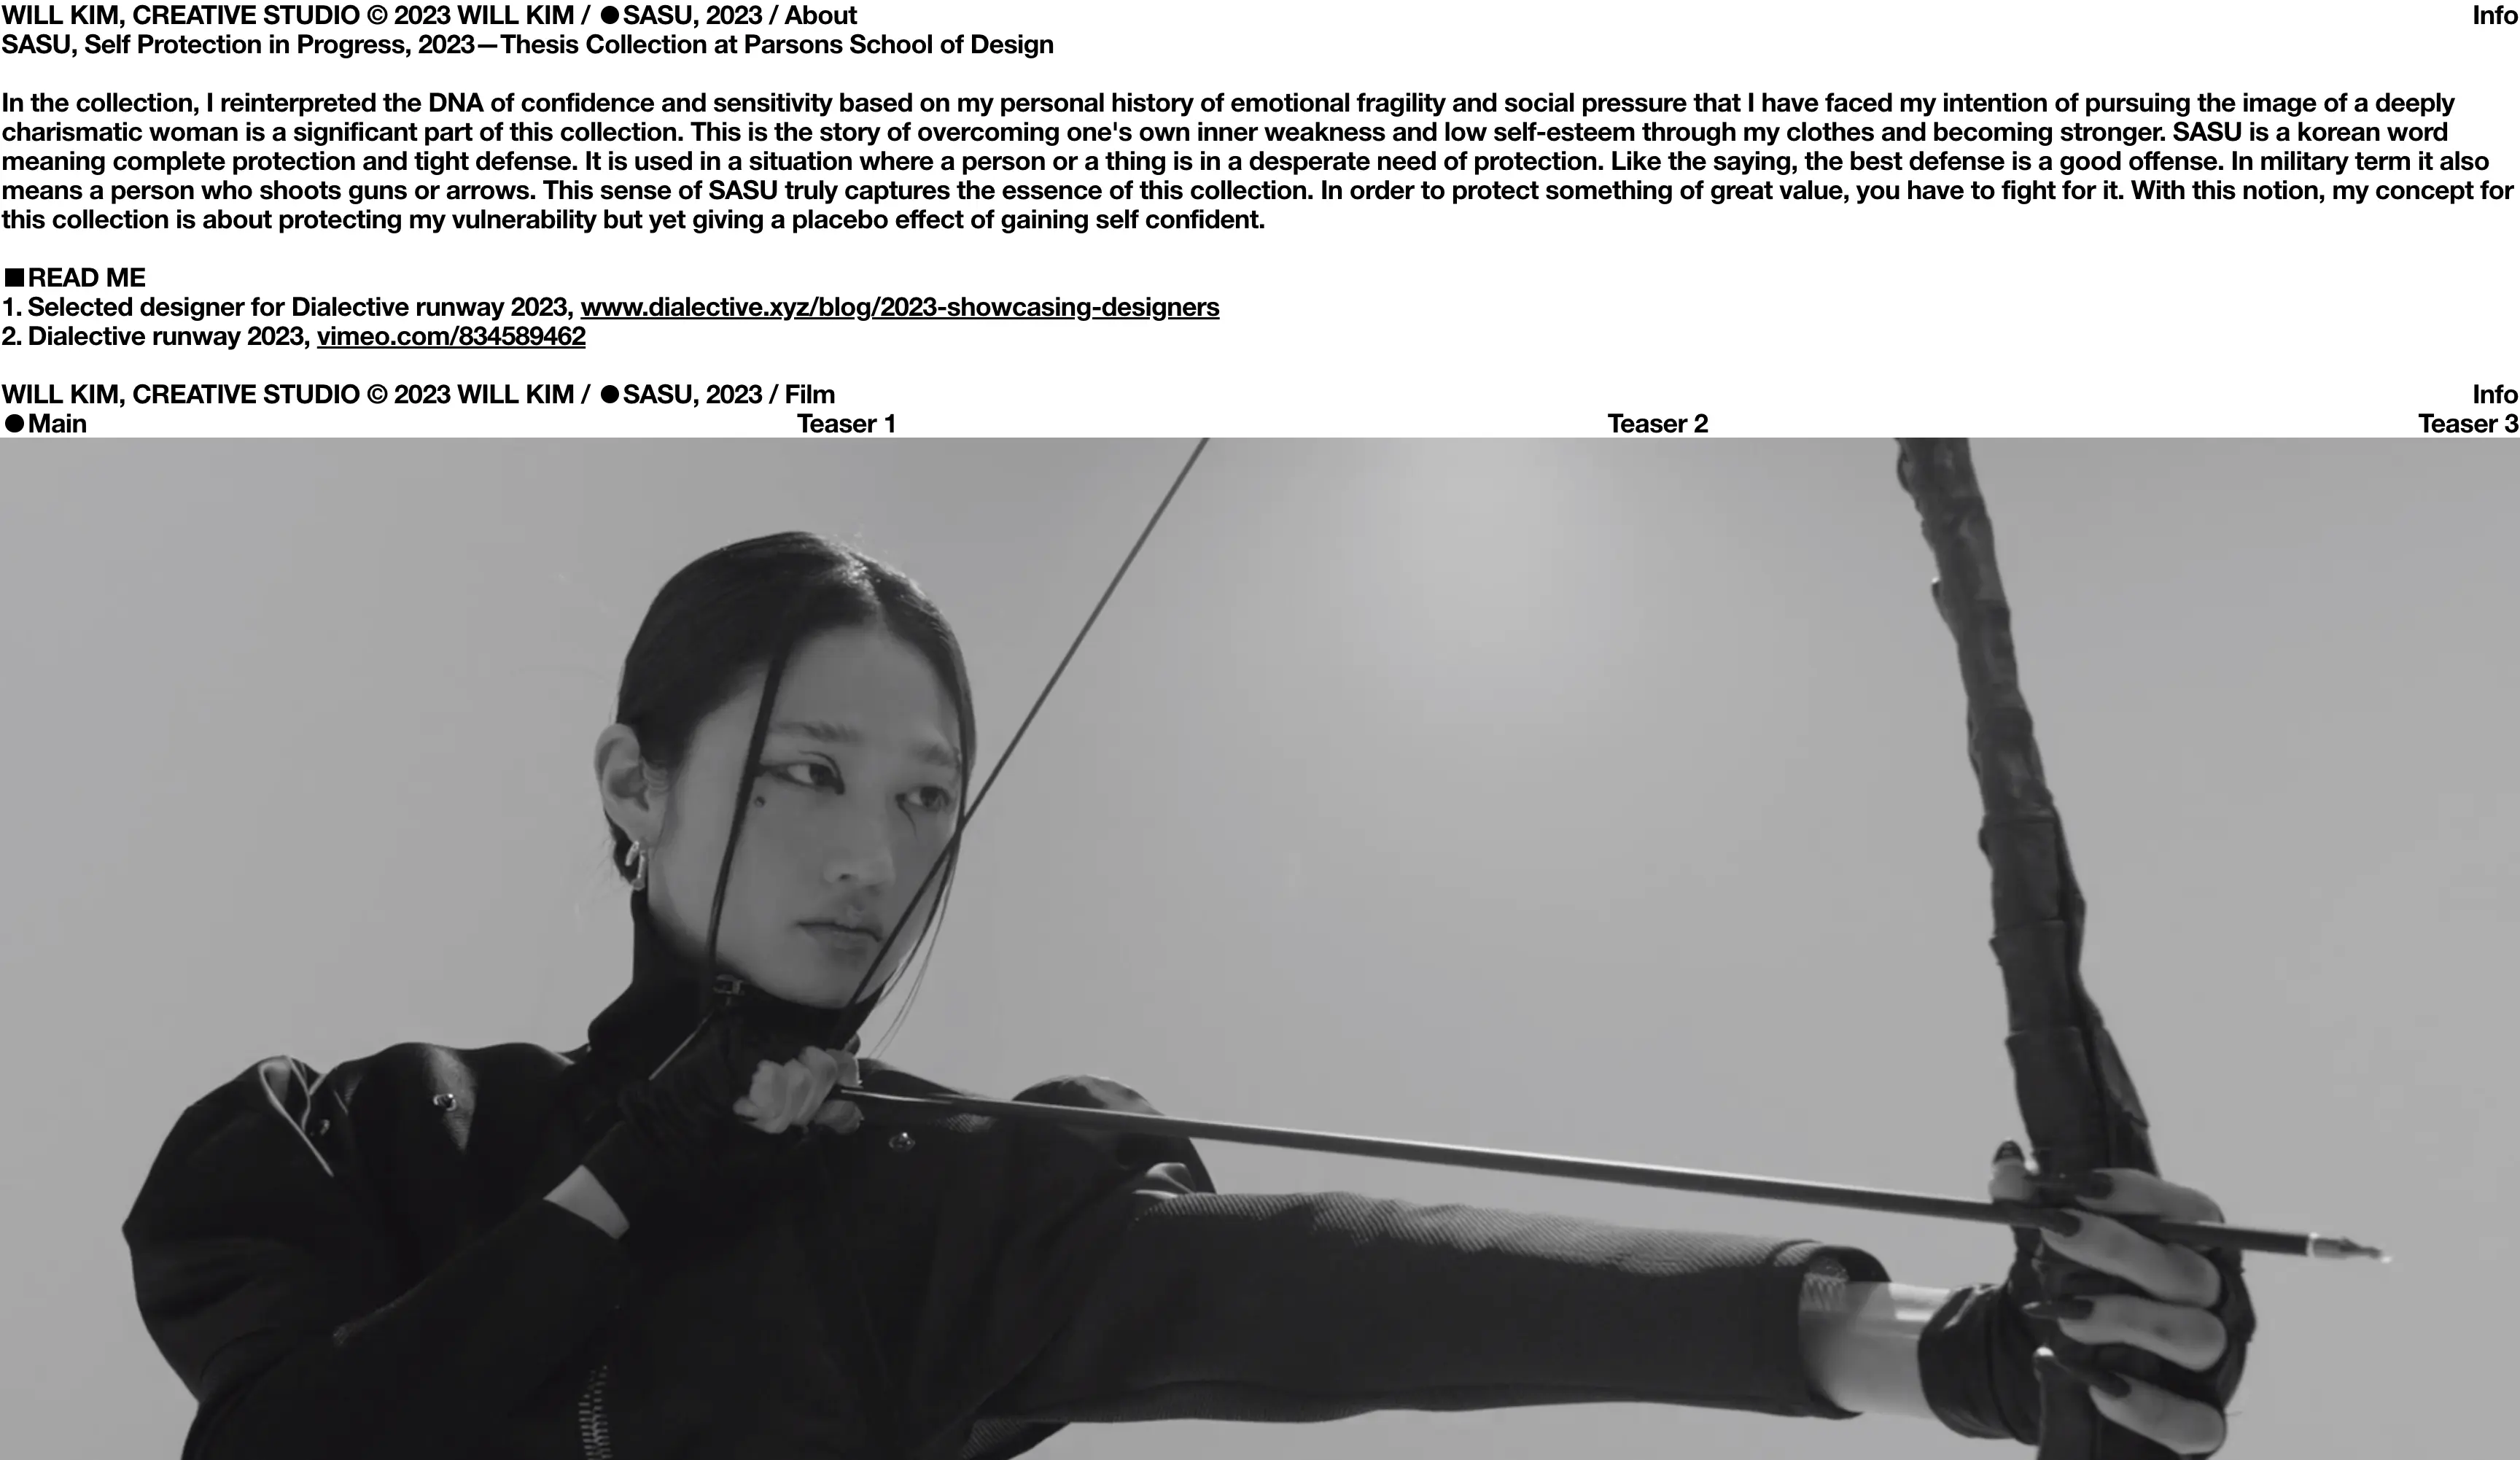 WILL KIM, CREATIVE STUDIO © 2023 WILL KIM / ●SASU, 2023 / About
Info
SASU, Self Protection in Progress, 2023—Thesis Collection at Parsons School of Design
In the collection, I reinterpreted the DNA of confidence and sensitivity based on my personal history of emotional fragility and social pressure that I have faced my intention of pursuing the image of a deeply
charismatic woman is a significant part of this collection. This is the story of overcoming one's own inner weakness and low self-esteem through my clothes and becoming stronger. SASU is a korean word
meaning complete protection and tight defense. It is used in a situation where a person or a thing is in a desperate need of protection. Like the saying, the best defense is a good offense. In military term it also
means a person who shoots guns or arrows. This sense of SASU truly captures the essence of this collection. In order to protect something of great value, you have to fight for it. With this notion, my concept for
this collection is about protecting my vulnerability but yet giving a placebo effect of gaining self confident.
■READ ME
1. Selected designer for Dialective runway 2023, www.dialective.xyz/blog/2023-showcasing-designers
2. Dialective runway 2023, vimeo.com/834589462
WILL KIM, CREATIVE STUDIO © 2023 WILL KIM / ●SASU, 2023 / Film
Info
●Main
Teaser 1
Teaser 2
Teaser 3